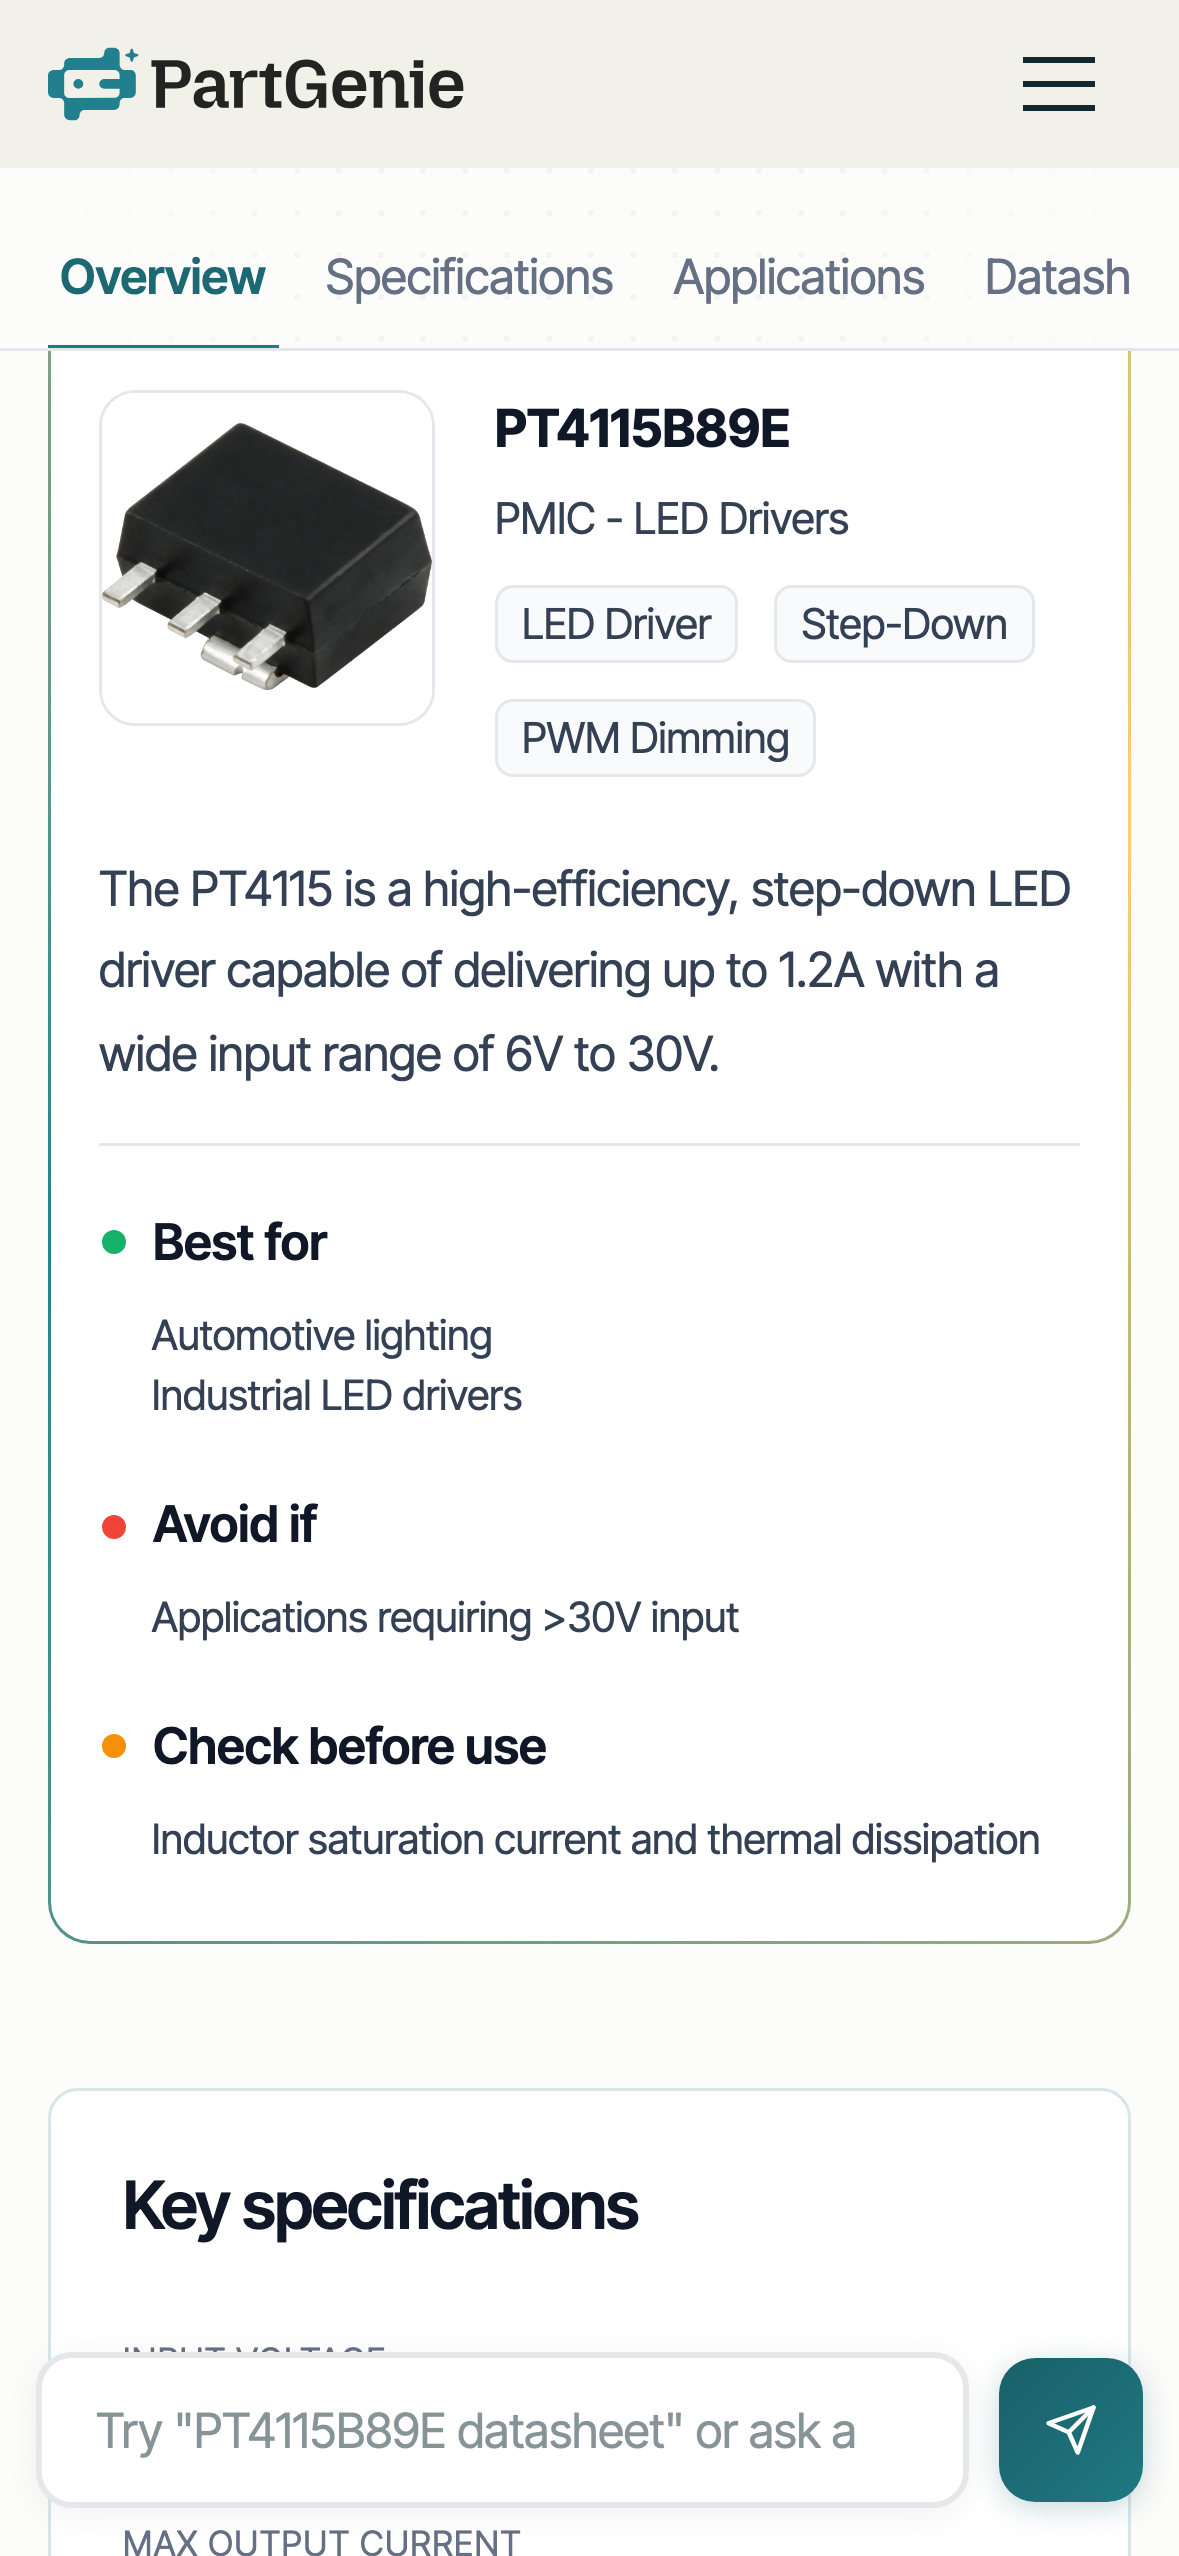 PartGenie
Overview Specifications Applications Datash
PT4115B89E
PMIC - LED Drivers
LED Driver Step-Down
PWM Dimming
The PT4115 is a high-efficiency, step-down LED
driver capable of delivering up to 1.2A with a
wide input range of 6V to 30V.
Best for
Automotive lighting
Industrial LED drivers
Avoid if
Applications requiring >30V input
Check before use
Inductor saturation current and thermal dissipation
Key specifications
INPUT VOLTAGE
Try "PT4115B89E datasheet" or ask a
MAX OUTPUT CURRENT